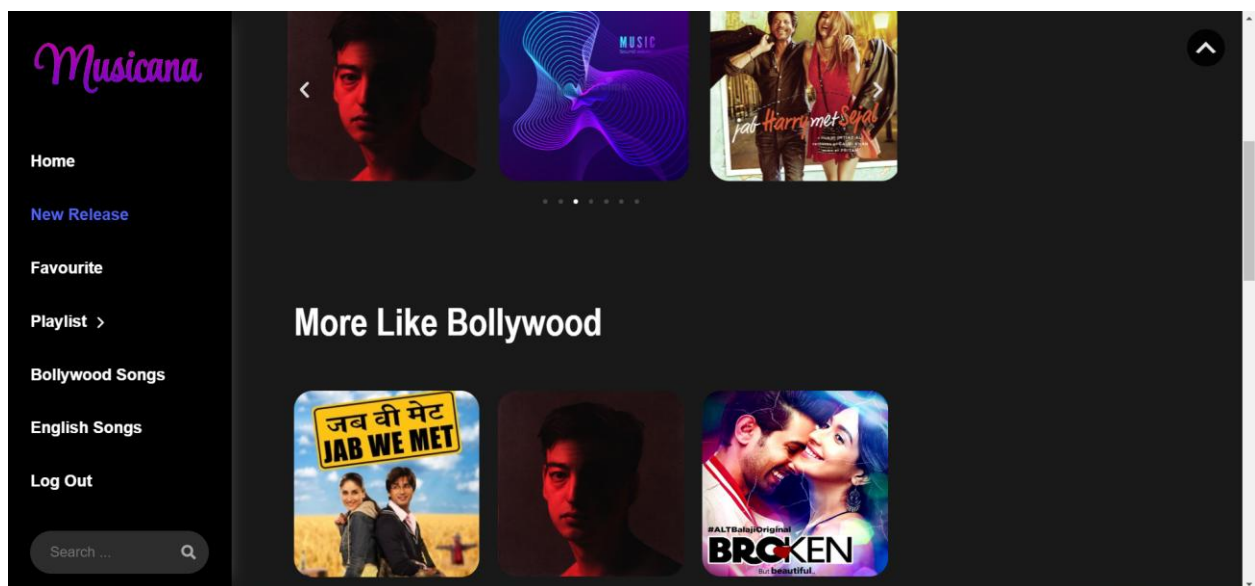 Musicana
Home
New Release
Favourite
Playlist >
Bollywood Songs
English Songs
Log Out
Search ...
MUSIC
jab Harry met Sejal
More Like Bollywood
जब वी मेट
JAB WE MET
#ALTBalajiOriginal
BROKEN
But beautiful..